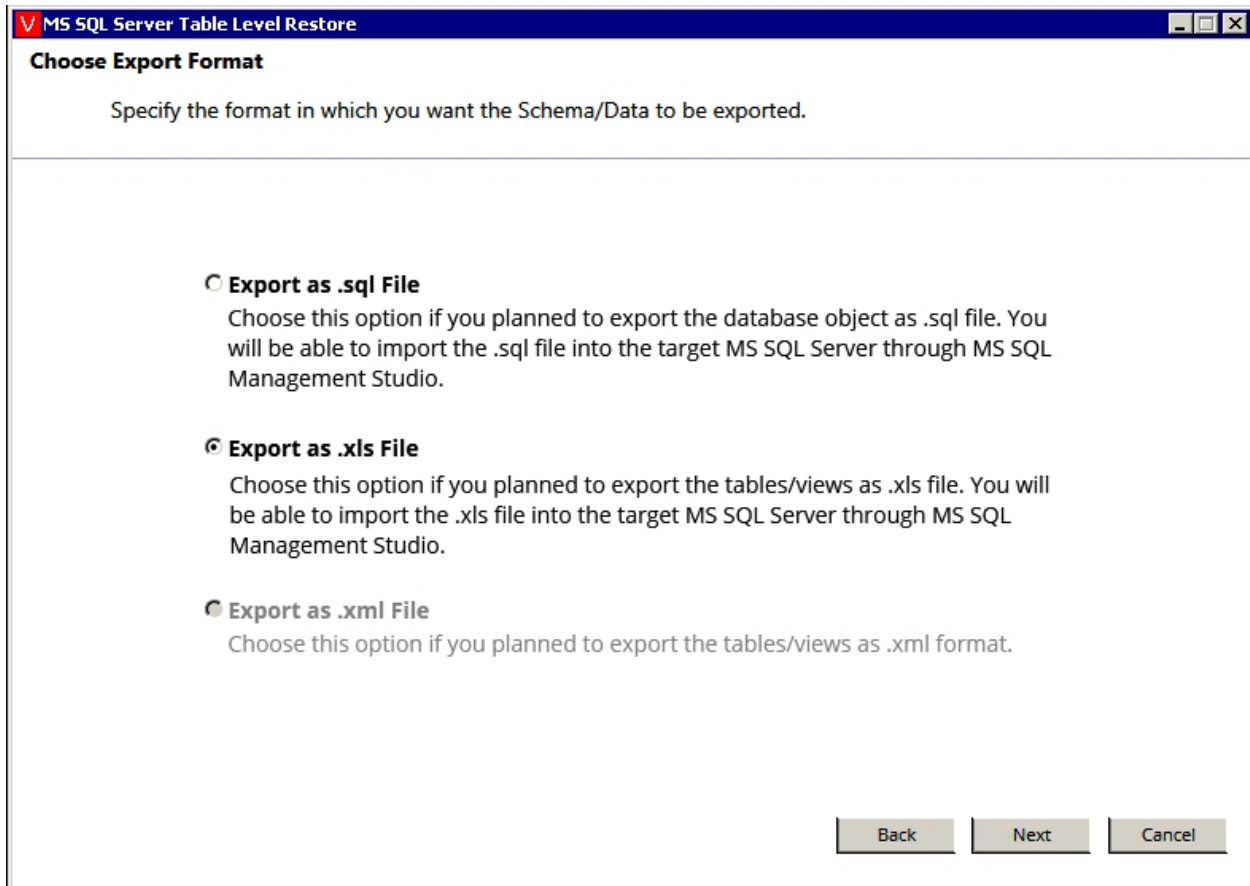 V MS SQL Server Table Level Restore
Choose Export Format
Specify the format in which you want the Schema/Data to be exported.
Export as .sql File
Choose this option if you planned to export the database object as .sql file. You
will be able to import the .sql file into the target MS SQL Server through MS SQL
Management Studio.
Export as .xls File
Choose this option if you planned to export the tables/views as .xls file. You will
be able to import the .xls file into the target MS SQL Server through MS SQL
Management Studio.
Export as .xml File
Choose this option if you planned to export the tables/views as .xml format.
Back Next Cancel